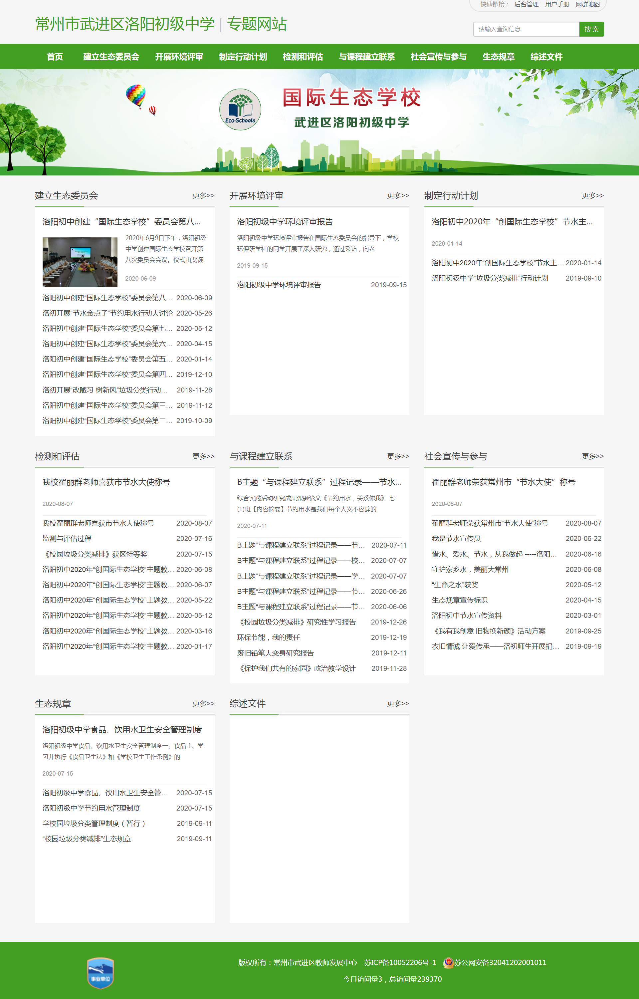 快速链接： 后台管理 用户手册 网群地图
常州市武进区洛阳初级中学 | 专题网站
请输入查询信息 搜 索
首页 建立生态委员会 开展环境评审 制定行动计划 检测和评估 与课程建立联系 社会宣传与参与 生态规章 综述文件
国际生态学校
Eco-Schools
武进区洛阳初级中学
建立生态委员会 更多>>
洛阳初中创建“国际生态学校”委员会第八...
2020年6月9日下午，洛阳初级
中学创建国际生态学校召开第
八次委员会会议。仪式由戈颖
2020-06-09
洛阳初中创建“国际生态学校”委员会第八... 2020-06-09
洛初开展“节水金点子”节约用水行动大讨论 2020-05-26
洛阳初中创建“国际生态学校”委员会第七... 2020-05-12
洛阳初中创建“国际生态学校”委员会第六... 2020-04-15
洛阳初中创建“国际生态学校”委员会第五... 2020-01-14
洛阳初中创建“国际生态学校”委员会第四... 2019-12-10
洛初开展“改陋习 树新风”垃圾分类行动... 2019-11-28
洛阳初中创建“国际生态学校”委员会第三... 2019-11-12
洛阳初中创建“国际生态学校”委员会第二... 2019-10-09
开展环境评审 更多>>
洛阳初级中学环境评审报告
洛阳初级中学环境评审报告在国际生态委员会的指导下，学校
环保研学社的同学开展了深入研究，通过采访，向老
2019-09-15
洛阳初级中学环境评审报告 2019-09-15
制定行动计划 更多>>
洛阳初中2020年“创国际生态学校”节水主...
2020-01-14
洛阳初中2020年“创国际生态学校”节水主... 2020-01-14
洛阳初级中学“垃圾分类减排”行动计划 2019-09-10
检测和评估 更多>>
我校翟丽群老师喜获市节水大使称号
2020-08-07
我校翟丽群老师喜获市节水大使称号 2020-08-07
监测与评估过程 2020-07-16
《校园垃圾分类减排》获区特等奖 2020-07-15
洛阳初中2020年“创国际生态学校”主题教... 2020-06-08
洛阳初中2020年“创国际生态学校”主题教... 2020-06-07
洛阳初中2020年“创国际生态学校”主题教... 2020-05-22
洛阳初中2020年“创国际生态学校”主题教... 2020-05-12
洛阳初中2020年“创国际生态学校”主题教... 2020-03-16
洛阳初中2020年“创国际生态学校”主题教... 2020-01-17
与课程建立联系 更多>>
B主题“与课程建立联系”过程记录——节水...
综合实践活动研究成果课题论文《节约用水，关系你我》 七
(1)班【内容摘要】节约用水是我们每个人义不容辞的
2020-07-11
B主题“与课程建立联系”过程记录——节... 2020-07-11
B主题“与课程建立联系”过程记录——校... 2020-07-07
B主题“与课程建立联系”过程记录——学... 2020-07-07
B主题“与课程建立联系”过程记录——节... 2020-06-26
B主题“与课程建立联系”过程记录——节... 2020-06-06
《校园垃圾分类减排》研究性学习报告 2019-12-26
环保节能，我的责任 2019-12-19
废旧铅笔大变身研究报告 2019-12-11
《保护我们共有的家园》政治教学设计 2019-11-28
社会宣传与参与 更多>>
翟丽群老师荣获常州市“节水大使”称号
2020-08-07
翟丽群老师荣获常州市“节水大使”称号 2020-08-07
我是节水宣传员 2020-06-22
惜水、爱水、节水，从我做起 -----洛阳... 2020-06-16
守护家乡水，美丽大常州 2020-06-08
“生命之水”获奖 2020-05-12
生态规章宣传标识 2020-04-15
洛阳初中节水宣传资料 2020-03-01
《我有我创意 旧物换新颜》活动方案 2019-09-25
衣旧情诚 让爱传承——洛初师生开展捐... 2019-09-19
生态规章 更多>>
洛阳初级中学食品、饮用水卫生安全管理制度
洛阳初级中学食品、饮用水卫生安全管理制度一、食品 1、学
习并执行《食品卫生法》和《学校卫生工作条例》的
2020-07-15
洛阳初级中学食品、饮用水卫生安全管... 2020-07-15
洛阳初级中学节约用水管理制度 2020-07-15
学校园垃圾分类管理制度（暂行） 2019-09-11
“校园垃圾分类减排”生态规章 2019-09-11
综述文件 更多>>
事业单位
版权所有：常州市武进区教师发展中心 苏ICP备10052206号-1 苏公网安备32041202001011
今日访问量3，总访问量239370